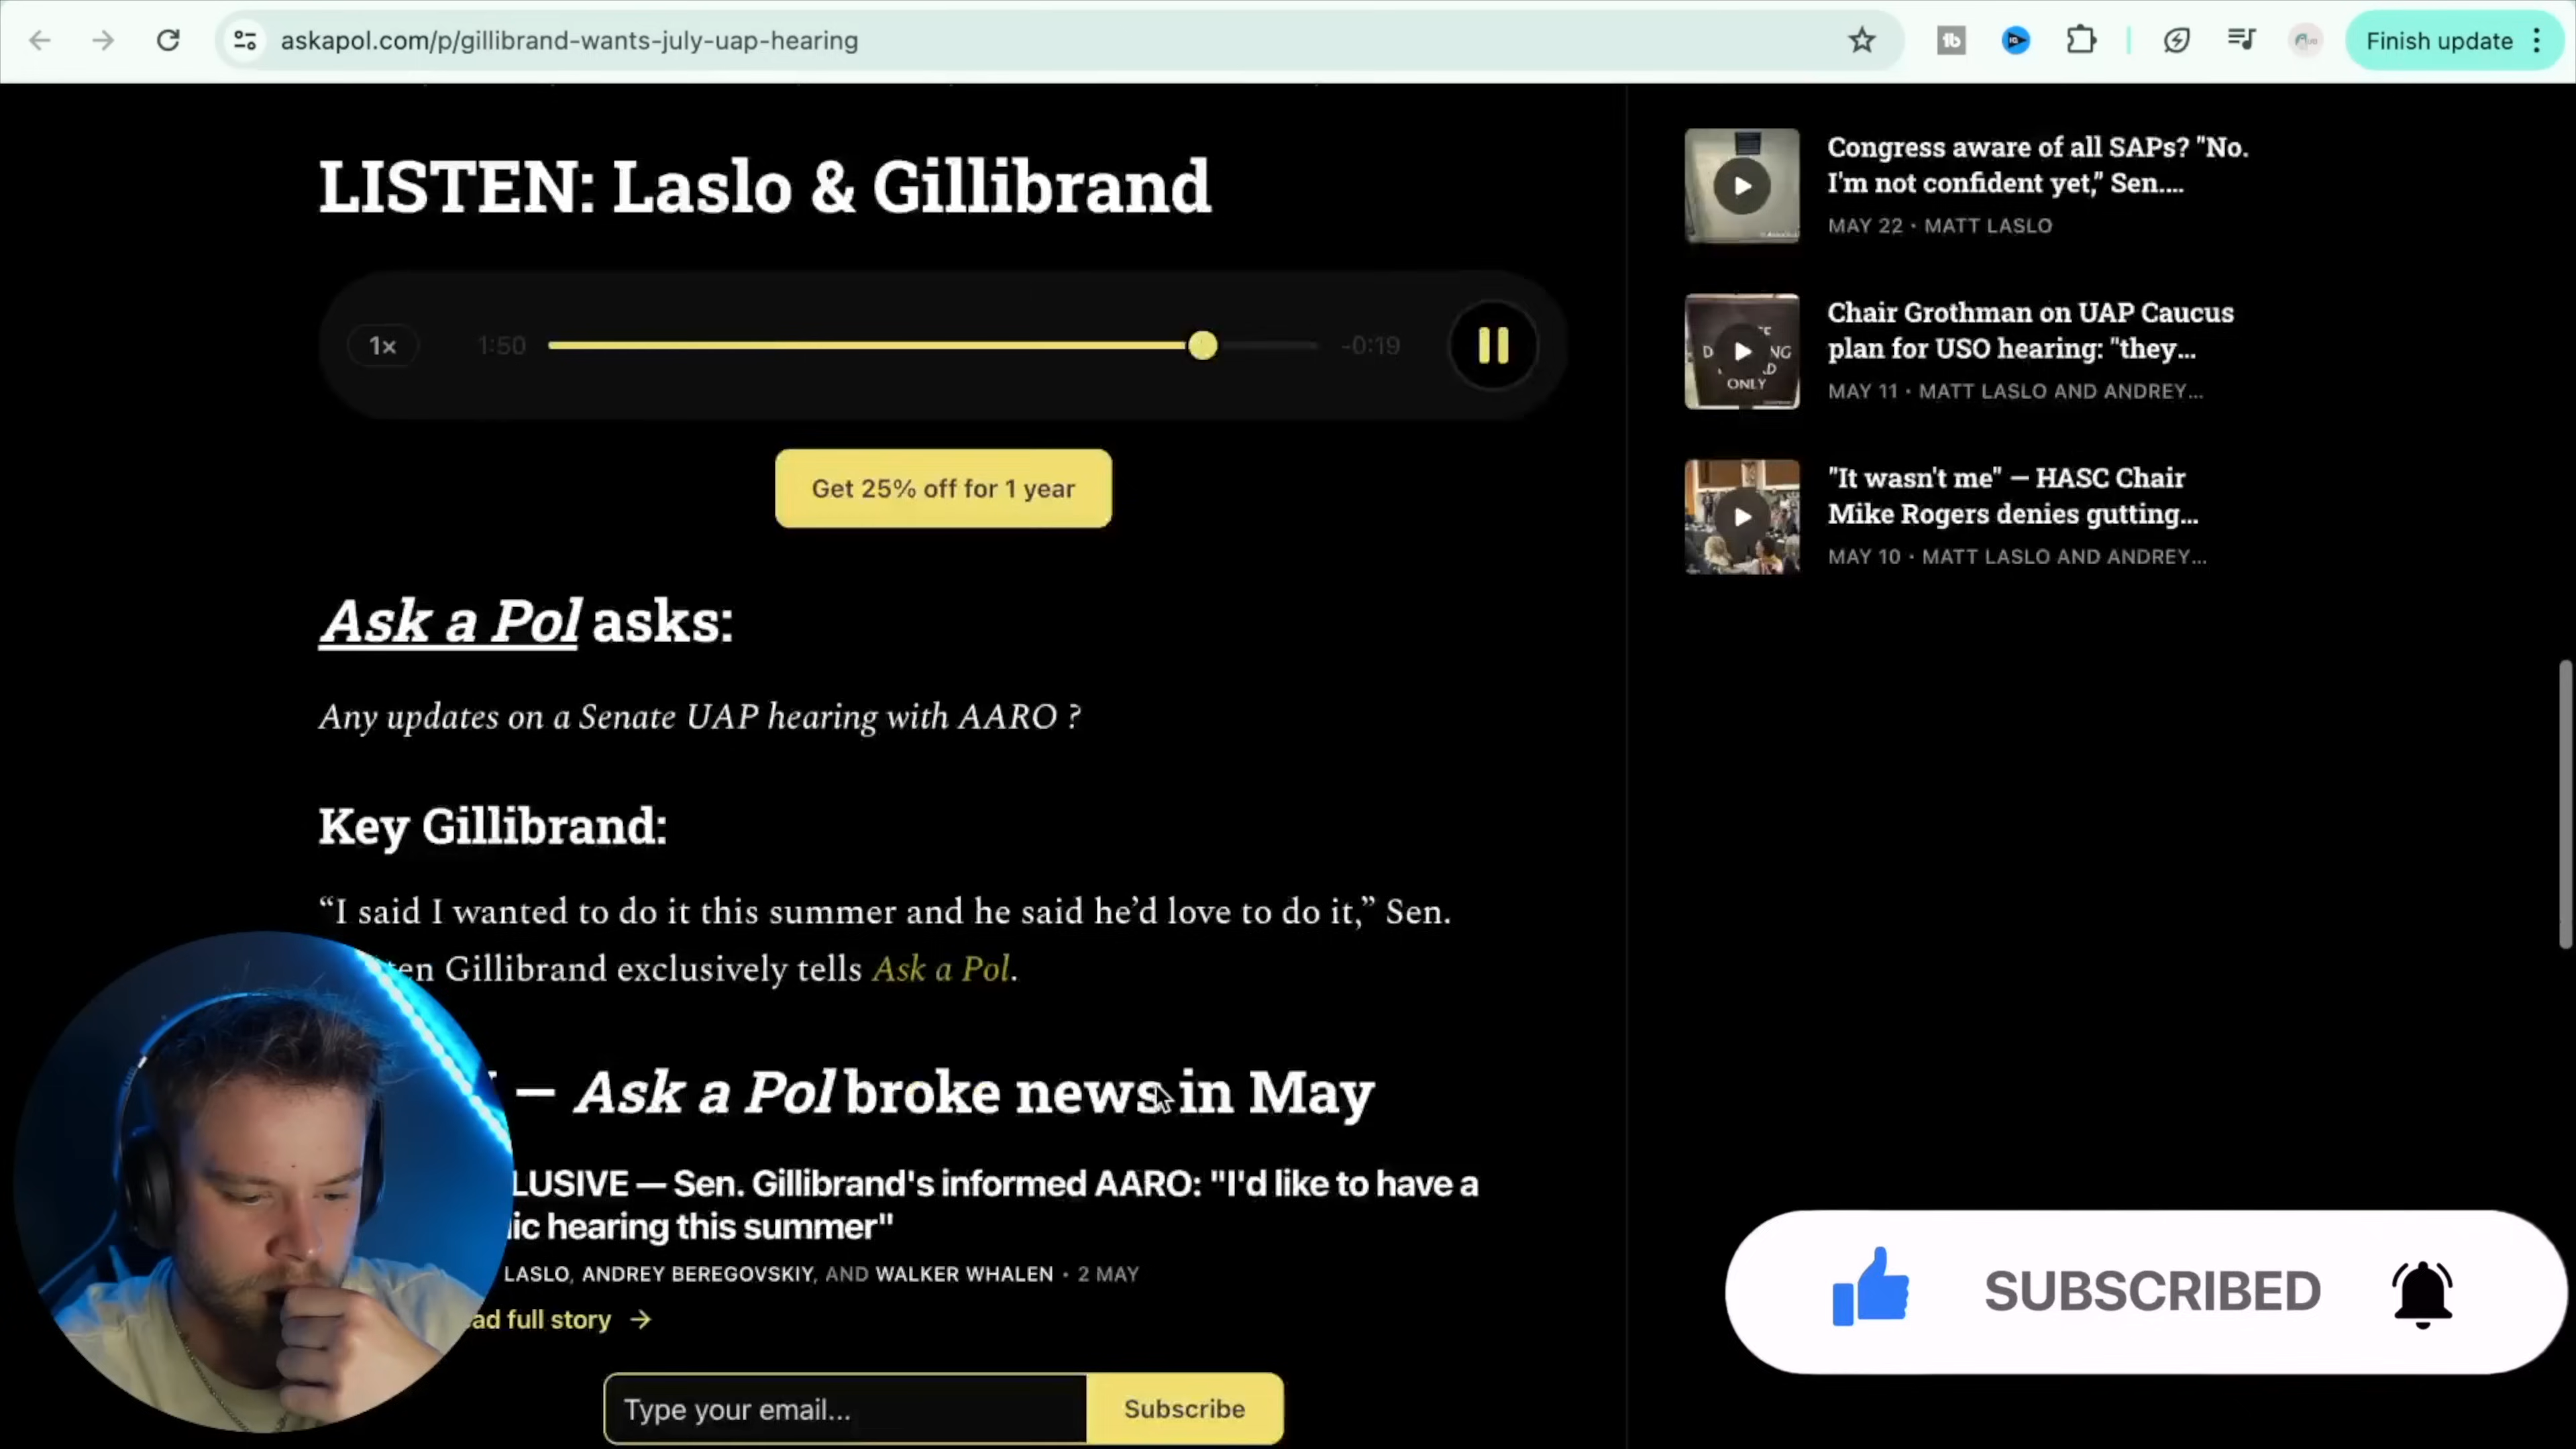 askapol.com/p/gillibrand-wants-july-uap-hearing
Finish update
LISTEN: Laslo & Gillibrand
1x
1:50
-0:19
Get 25% off for 1 year
Ask a Pol asks:
Any updates on a Senate UAP hearing with AARO ?
Key Gillibrand:
“I said I wanted to do it this summer and he said he’d love to do it,” Sen.
Gillibrand exclusively tells Ask a Pol.
— Ask a Pol broke news in May
LUSIVE — Sen. Gillibrand's informed AARO: "I'd like to have a
ic hearing this summer"
LASLO, ANDREY BEREGOVSKIY, AND WALKER WHALEN • 2 MAY
ad full story →
Type your email...
Subscribe
Congress aware of all SAPs? "No.
I'm not confident yet,” Sen....
MAY 22 • MATT LASLO
Chair Grothman on UAP Caucus
plan for USO hearing: "they...
MAY 11 • MATT LASLO AND ANDREY...
ONLY
"It wasn't me" — HASC Chair
Mike Rogers denies gutting...
MAY 10 • MATT LASLO AND ANDREY...
SUBSCRIBED